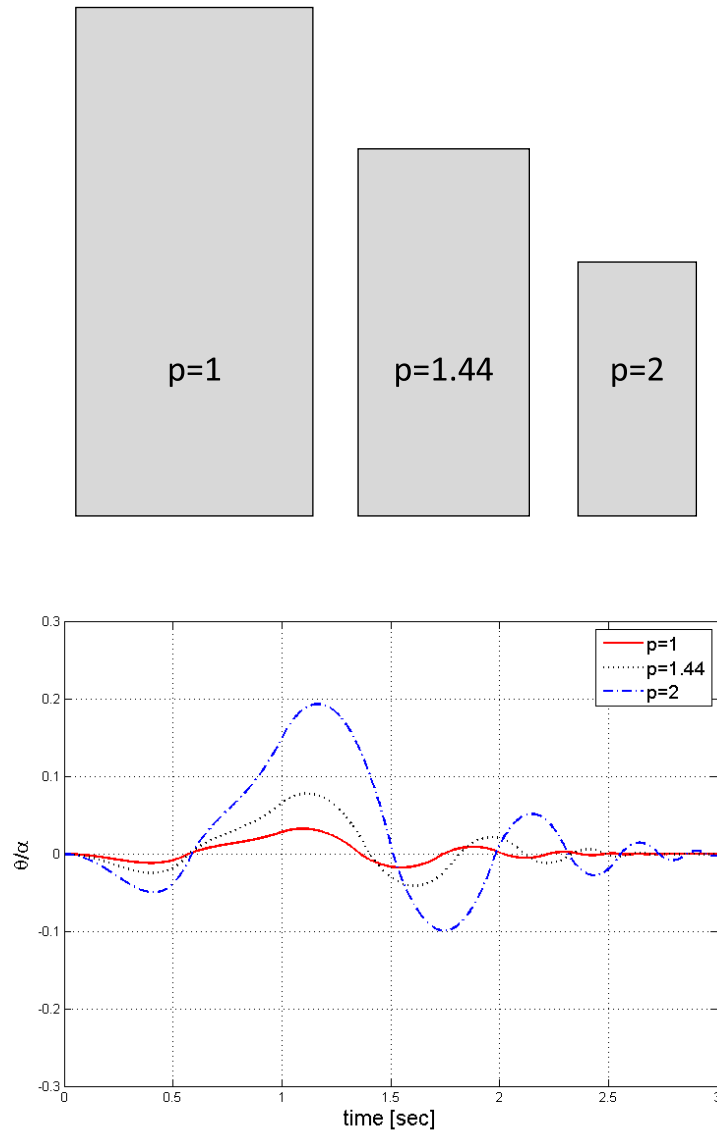 p=1
p=1.44
p=2
0.3
0.2
0.1
0
-0.1
-0.2
-0.3
θ/α
p=1
p=1.44
p=2
0 0.5 1 1.5 2 2.5 3
time [sec]